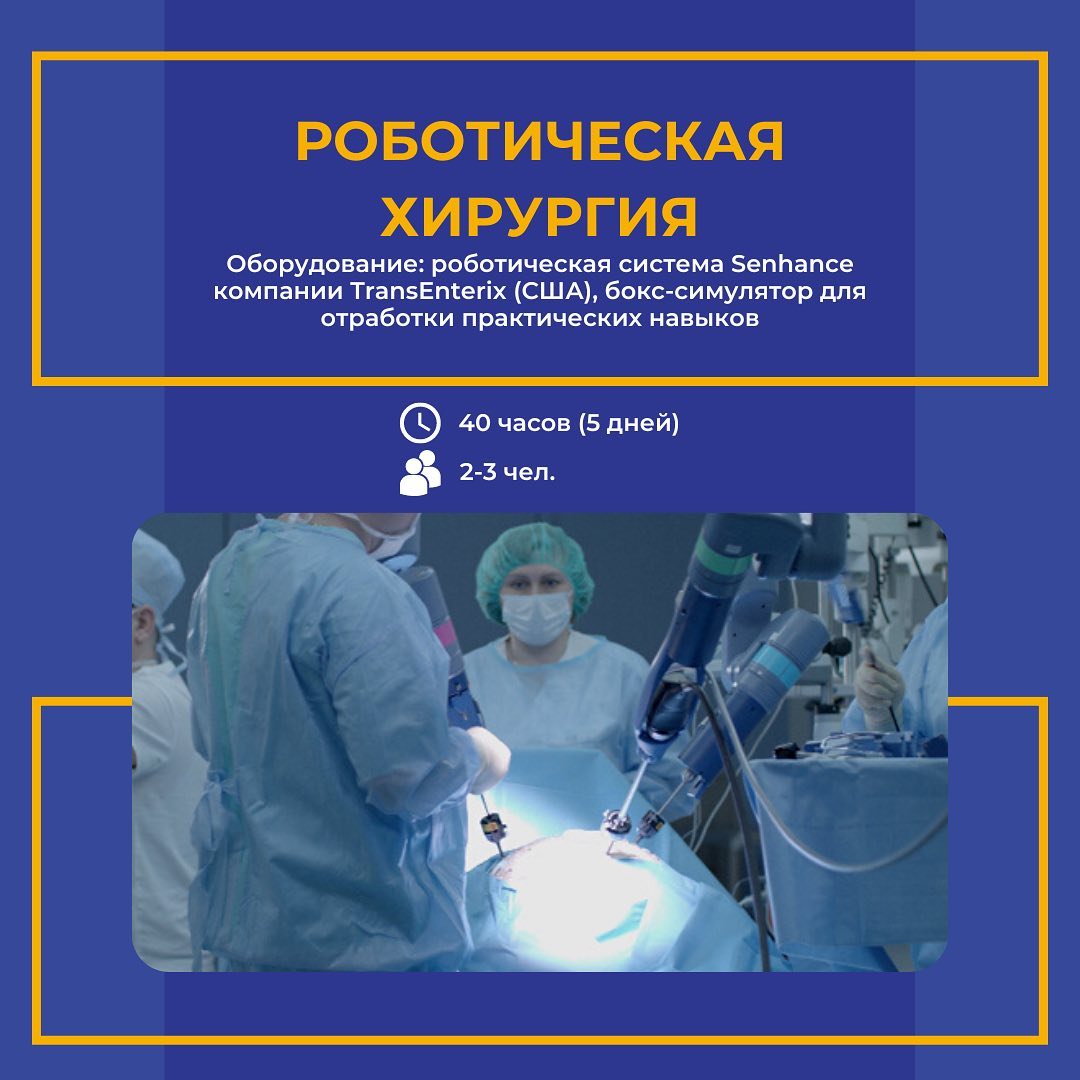 РОБОТИЧЕСКАЯ
ХИРУРГИЯ
Оборудование: роботическая система Senhance
компании TransEnterix (США), бокс-симулятор для
отработки практических навыков
40 часов (5 дней)
2-3 чел.